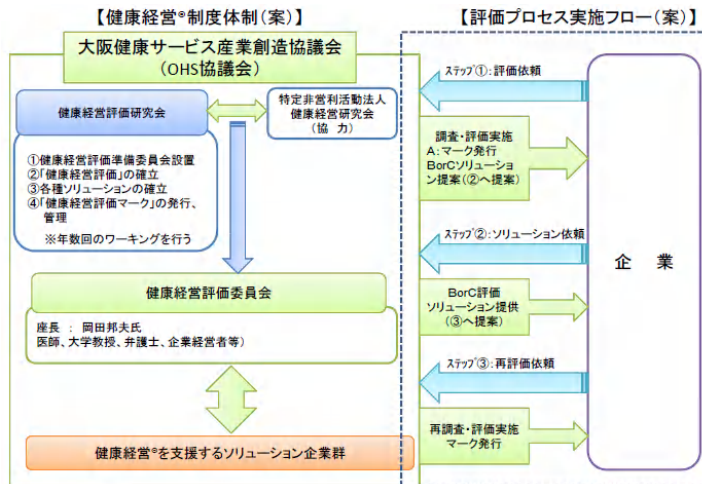 【健康経営®制度体制(案)】
大阪健康サービス産業創造協議会
(OHS協議会)
健康経営評価研究会
特定非営利活動法人
健康経営研究会
(協 力)
①健康経営評価準備委員会設置
②「健康経営評価」の確立
③各種ソリューションの確立
④「健康経営評価マーク」の発行、
管理
※年数回のワーキングを行う
健康経営評価委員会
座長 : 岡田邦夫氏
医師、大学教授、弁護士、企業経営者等)
健康経営®を支援するソリューション企業群
【評価プロセス実施フロー(案)】
ステップ①:評価依頼
調査・評価実施
A:マーク発行
BorCソリューショ
ン提案(②へ提案)
ステップ②:ソリューション依頼
BorC評価
ソリューション提供
(③へ提案)
ステップ③:再評価依頼
再調査・評価実施
マーク発行
企 業